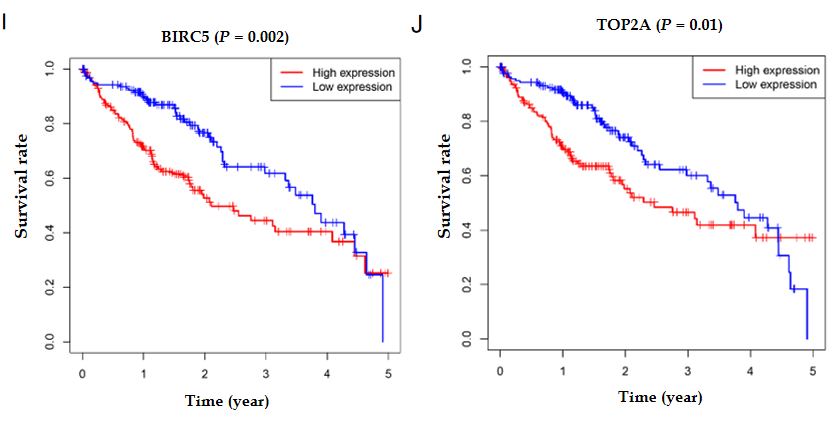 I
BIRC5 (P = 0.002)
High expression
Low expression
Survival rate
1.0
0.8
0.6
0.4
0.2
0.0
0 1 2 3 4 5
Time (year)
J
TOP2A (P = 0.01)
High expression
Low expression
Survival rate
1.0
0.8
0.6
0.4
0.2
0.0
0 1 2 3 4 5
Time (year)